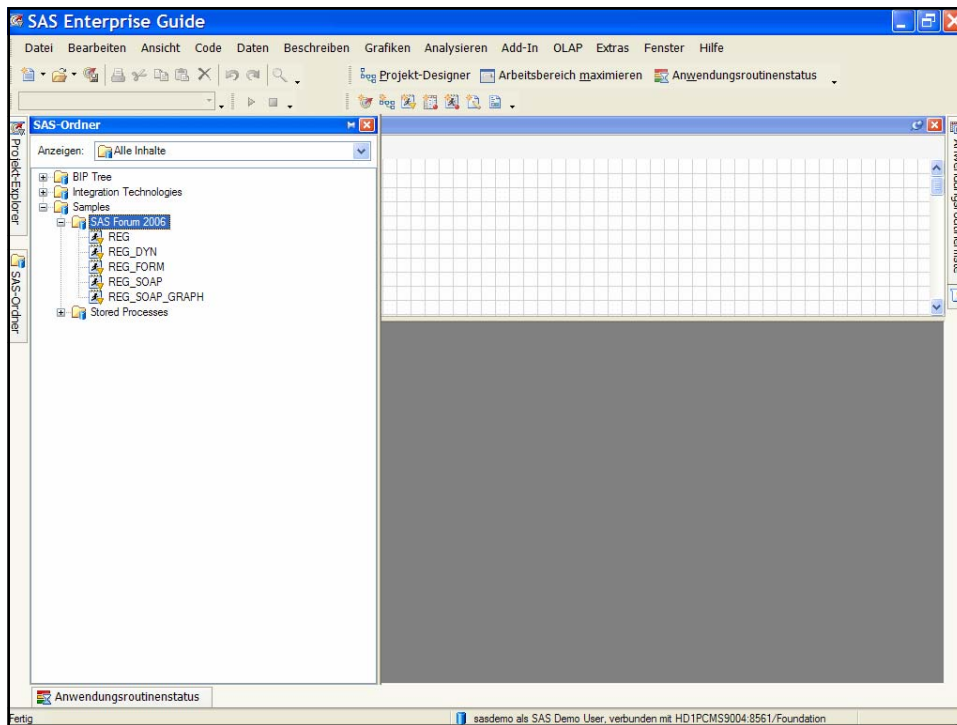 SAS Enterprise Guide
Datei Bearbeiten Ansicht Code Daten Beschreiben Grafiken Analysieren Add-In OLAP Extras Fenster Hilfe
Projekt-Designer Arbeitsbereich maximieren Anwendungsroutinenstatus
SAS-Ordner
Projekt-Explorer
SAS-Ordner
Anzeigen: Alle Inhalte
BIP Tree
Integration Technologies
Samples
SAS Forum 2006
REG
REG_DYN
REG_FORM
REG_SOAP
REG_SOAP_GRAPH
Stored Processes
Anwendungsroutinenstatus
Fertig
sasdemo als SAS Demo User, verbunden mit HD1PCMS9004:8561/Foundation